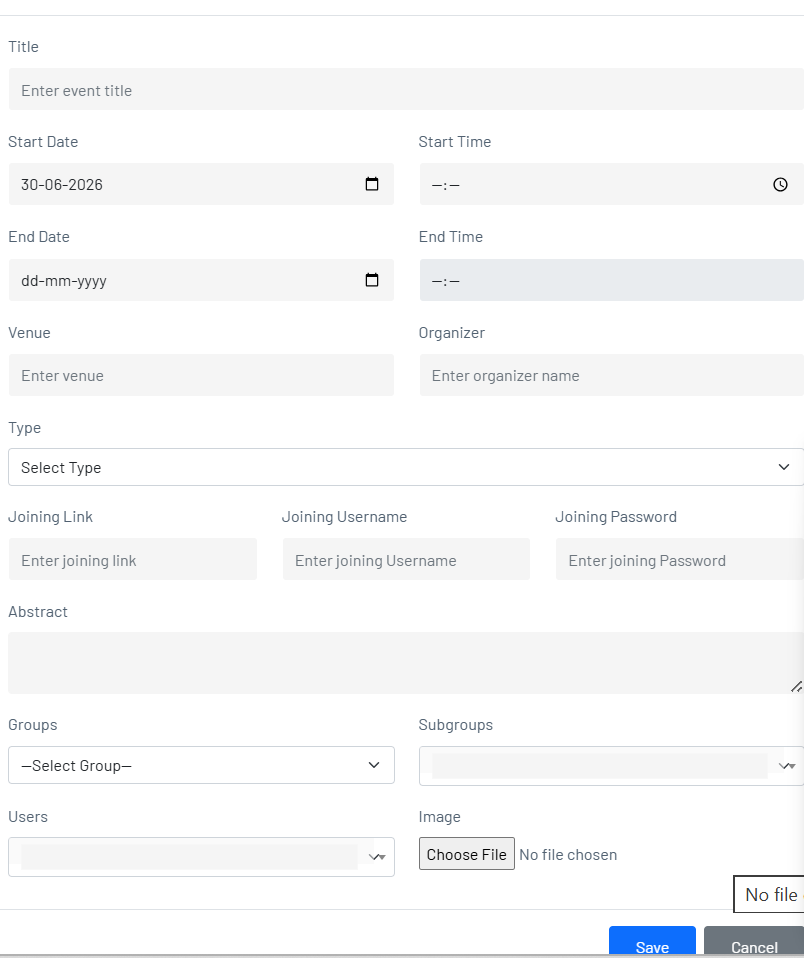 Title
Enter event title
Start Date Start Time
30-06-2026 --:--
End Date End Time
dd-mm-yyyy --:--
Venue Organizer
Enter venue Enter organizer name
Type
Select Type
Joining Link Joining Username Joining Password
Enter joining link Enter joining Username Enter joining Password
Abstract
Groups Subgroups
--Select Group--
Users Image
Choose File No file chosen
No file
Save Cancel